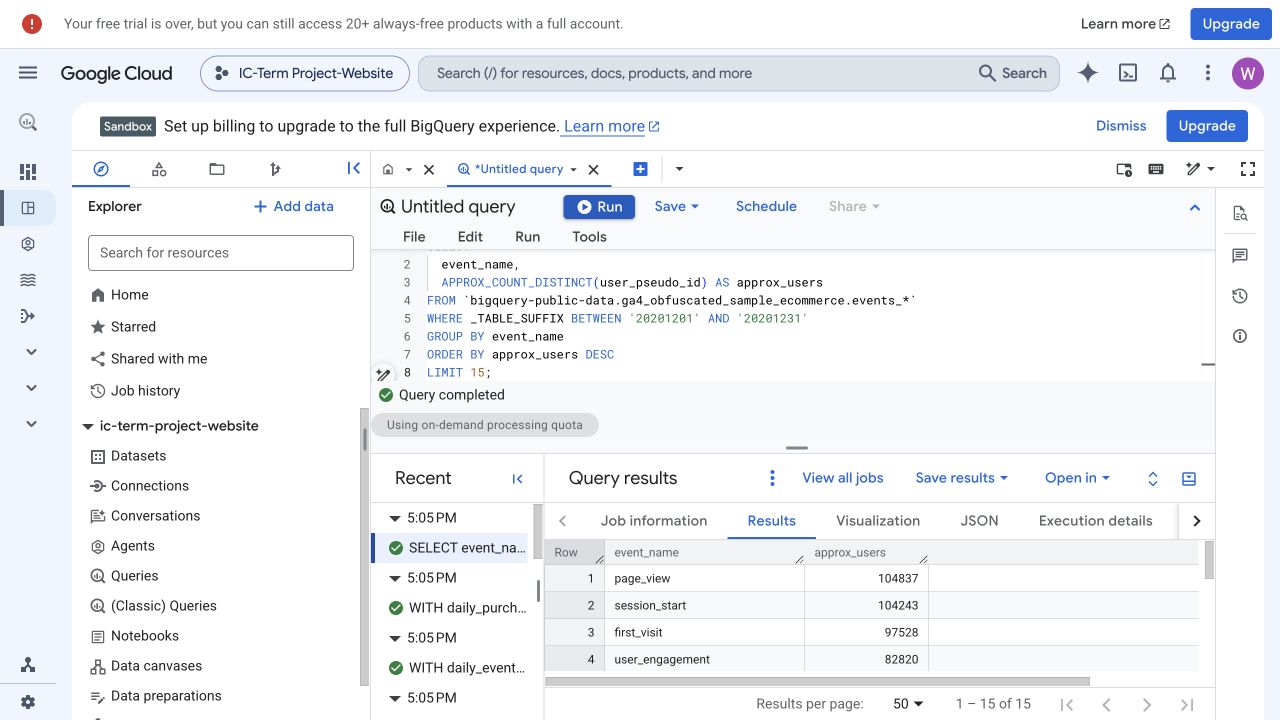 Your free trial is over, but you can still access 20+ always-free products with a full account.
Learn more
Upgrade
Google Cloud
IC-Term Project-Website
Search (/) for resources, docs, products, and more
Search
W
Sandbox
Set up billing to upgrade to the full BigQuery experience. Learn more
Dismiss
Upgrade
*Untitled query
Explorer
Add data
Search for resources
Home
Starred
Shared with me
Job history
ic-term-project-website
Datasets
Connections
Conversations
Agents
Queries
(Classic) Queries
Notebooks
Data canvases
Data preparations
Untitled query
Run
Save
Schedule
Share
File
Edit
Run
Tools
2 event_name,
3 APPROX_COUNT_DISTINCT(user_pseudo_id) AS approx_users
4 FROM `bigquery-public-data.ga4_obfuscated_sample_ecommerce.events_*`
5 WHERE _TABLE_SUFFIX BETWEEN '20201201' AND '20201231'
6 GROUP BY event_name
7 ORDER BY approx_users DESC
8 LIMIT 15;
Query completed
Using on-demand processing quota
Recent
5:05 PM
SELECT event_na...
5:05 PM
WITH daily_purch...
5:05 PM
WITH daily_event...
5:05 PM
Query results
View all jobs
Save results
Open in
Job information
Results
Visualization
JSON
Execution details
Row event_name approx_users
1 page_view 104837
2 session_start 104243
3 first_visit 97528
4 user_engagement 82820
Results per page:
50
1 – 15 of 15